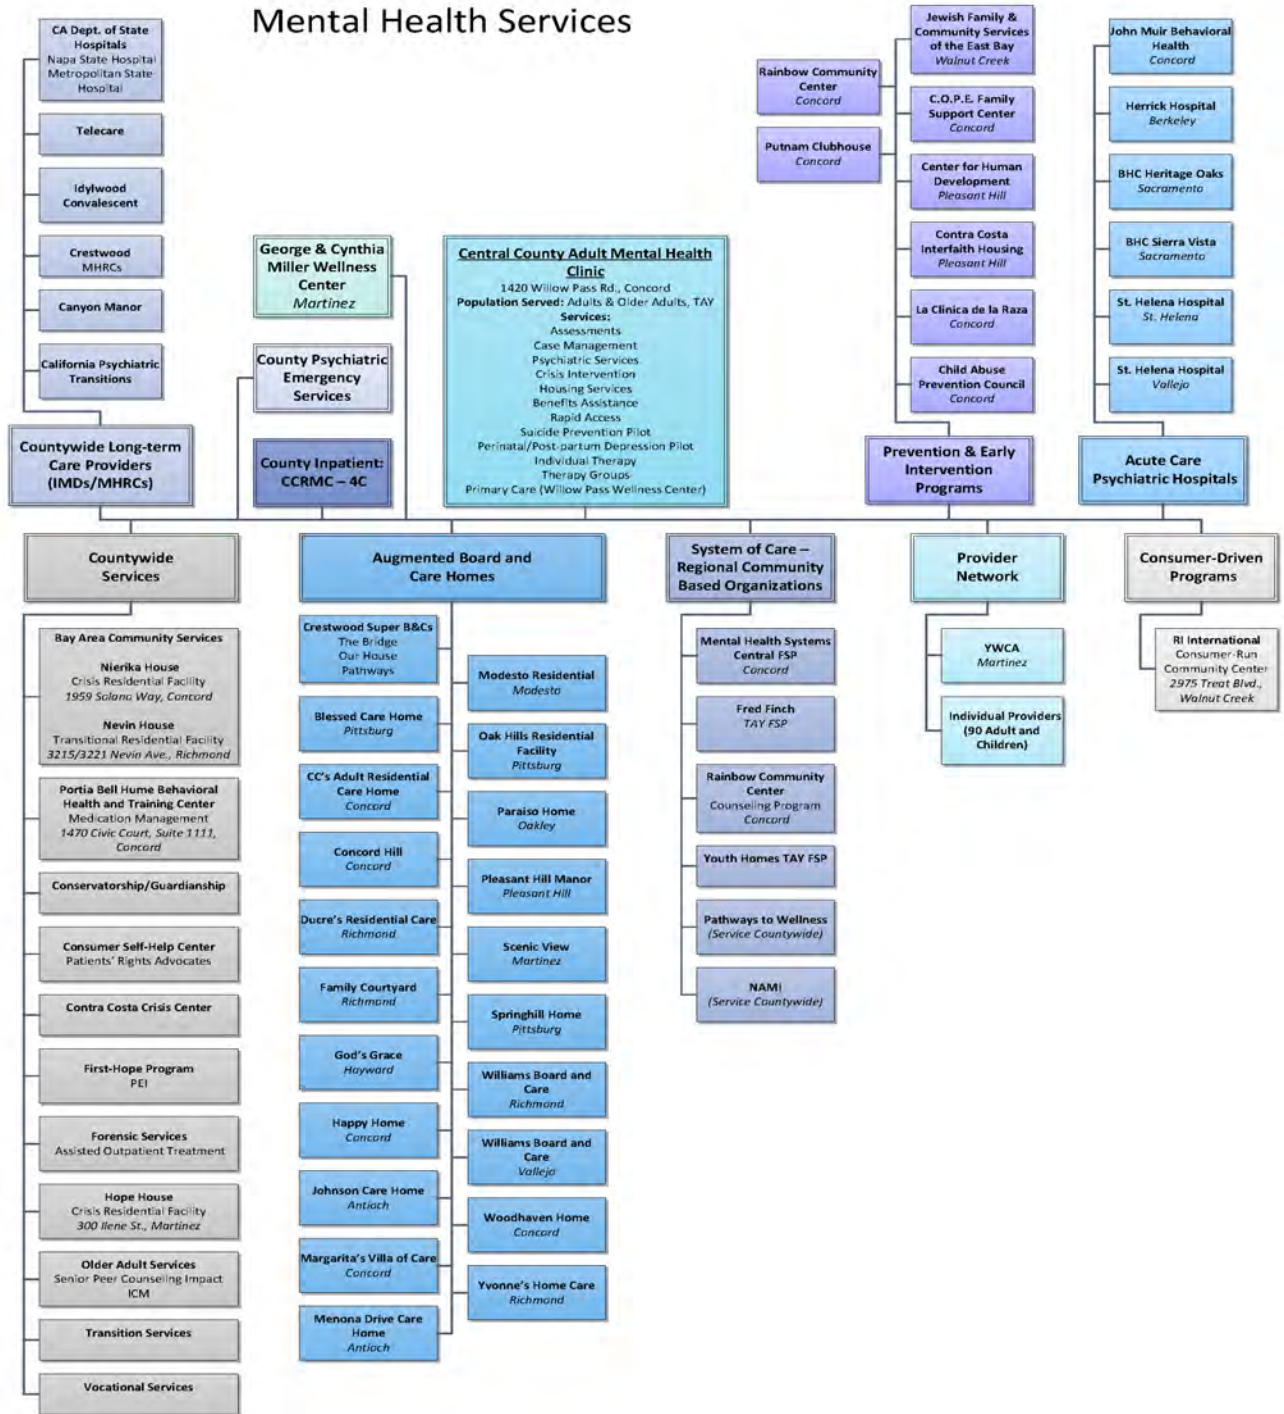 Mental Health Services
CA Dept. of State
Hospitals
Napa State Hospital
Metropolitan State
Hospital
Telecare
Idylwood
Convalescent
Crestwood
MHRCs
Canyon Manor
California Psychiatric
Transitions
Countywide Long-term
Care Providers
(IMDs/MHRCs)
George & Cynthia
Miller Wellness
Center
Martinez
County Psychiatric
Emergency
Services
County Inpatient:
CCRMC – 4C
Central County Adult Mental Health
Clinic
1420 Willow Pass Rd., Concord
Population Served: Adults & Older Adults, TAY
Services:
Assessments
Case Management
Psychiatric Services
Crisis Intervention
Housing Services
Benefits Assistance
Rapid Access
Suicide Prevention Pilot
Perinatal/Post-partum Depression Pilot
Individual Therapy
Therapy Groups
Primary Care (Willow Pass Wellness Center)
Rainbow Community
Center
Concord
Putnam Clubhouse
Concord
Jewish Family &
Community Services
of the East Bay
Walnut Creek
C.O.P.E. Family
Support Center
Concord
Center for Human
Development
Pleasant Hill
Contra Costa
Interfaith Housing
Pleasant Hill
La Clinica de la Raza
Concord
Child Abuse
Prevention Council
Concord
Prevention & Early
Intervention
Programs
John Muir Behavioral
Health
Concord
Herrick Hospital
Berkeley
BHC Heritage Oaks
Sacramento
BHC Sierra Vista
Sacramento
St. Helena Hospital
St. Helena
St. Helena Hospital
Vallejo
Acute Care
Psychiatric Hospitals
Countywide
Services
Bay Area Community Services
Nierika House
Crisis Residential Facility
1959 Solano Way, Concord
Nevin House
Transitional Residential Facility
3215/3221 Nevin Ave., Richmond
Portia Bell Hume Behavioral
Health and Training Center
Medication Management
1470 Civic Court, Suite 1111,
Concord
Conservatorship/Guardianship
Consumer Self-Help Center
Patients' Rights Advocates
Contra Costa Crisis Center
First-Hope Program
PEI
Forensic Services
Assisted Outpatient Treatment
Hope House
Crisis Residential Facility
300 Ilene St., Martinez
Older Adult Services
Senior Peer Counseling Impact
ICM
Transition Services
Vocational Services
Augmented Board and
Care Homes
Crestwood Super B&Cs
The Bridge
Our House
Pathways
Blessed Care Home
Pittsburg
CC's Adult Residential
Care Home
Concord
Concord Hill
Concord
Ducre's Residential Care
Richmond
Family Courtyard
Richmond
God's Grace
Hayward
Happy Home
Concord
Johnson Care Home
Antioch
Margarita's Villa of Care
Concord
Menona Drive Care
Home
Antioch
Modesto Residential
Modesto
Oak Hills Residential
Facility
Pittsburg
Paraiso Home
Oakley
Pleasant Hill Manor
Pleasant Hill
Scenic View
Martinez
Springhill Home
Pittsburg
Williams Board and
Care
Richmond
Williams Board and
Care
Vallejo
Woodhaven Home
Concord
Yvonne's Home Care
Richmond
System of Care –
Regional Community
Based Organizations
Mental Health Systems
Central FSP
Concord
Fred Finch
TAY FSP
Rainbow Community
Center
Counseling Program
Concord
Youth Homes TAY FSP
Pathways to Wellness
(Service Countywide)
NAMI
(Service Countywide)
Provider
Network
YWCA
Martinez
Individual Providers
(90 Adult and
Children)
Consumer-Driven
Programs
RI International
Consumer-Run
Community Center
2975 Treat Blvd.,
Walnut Creek